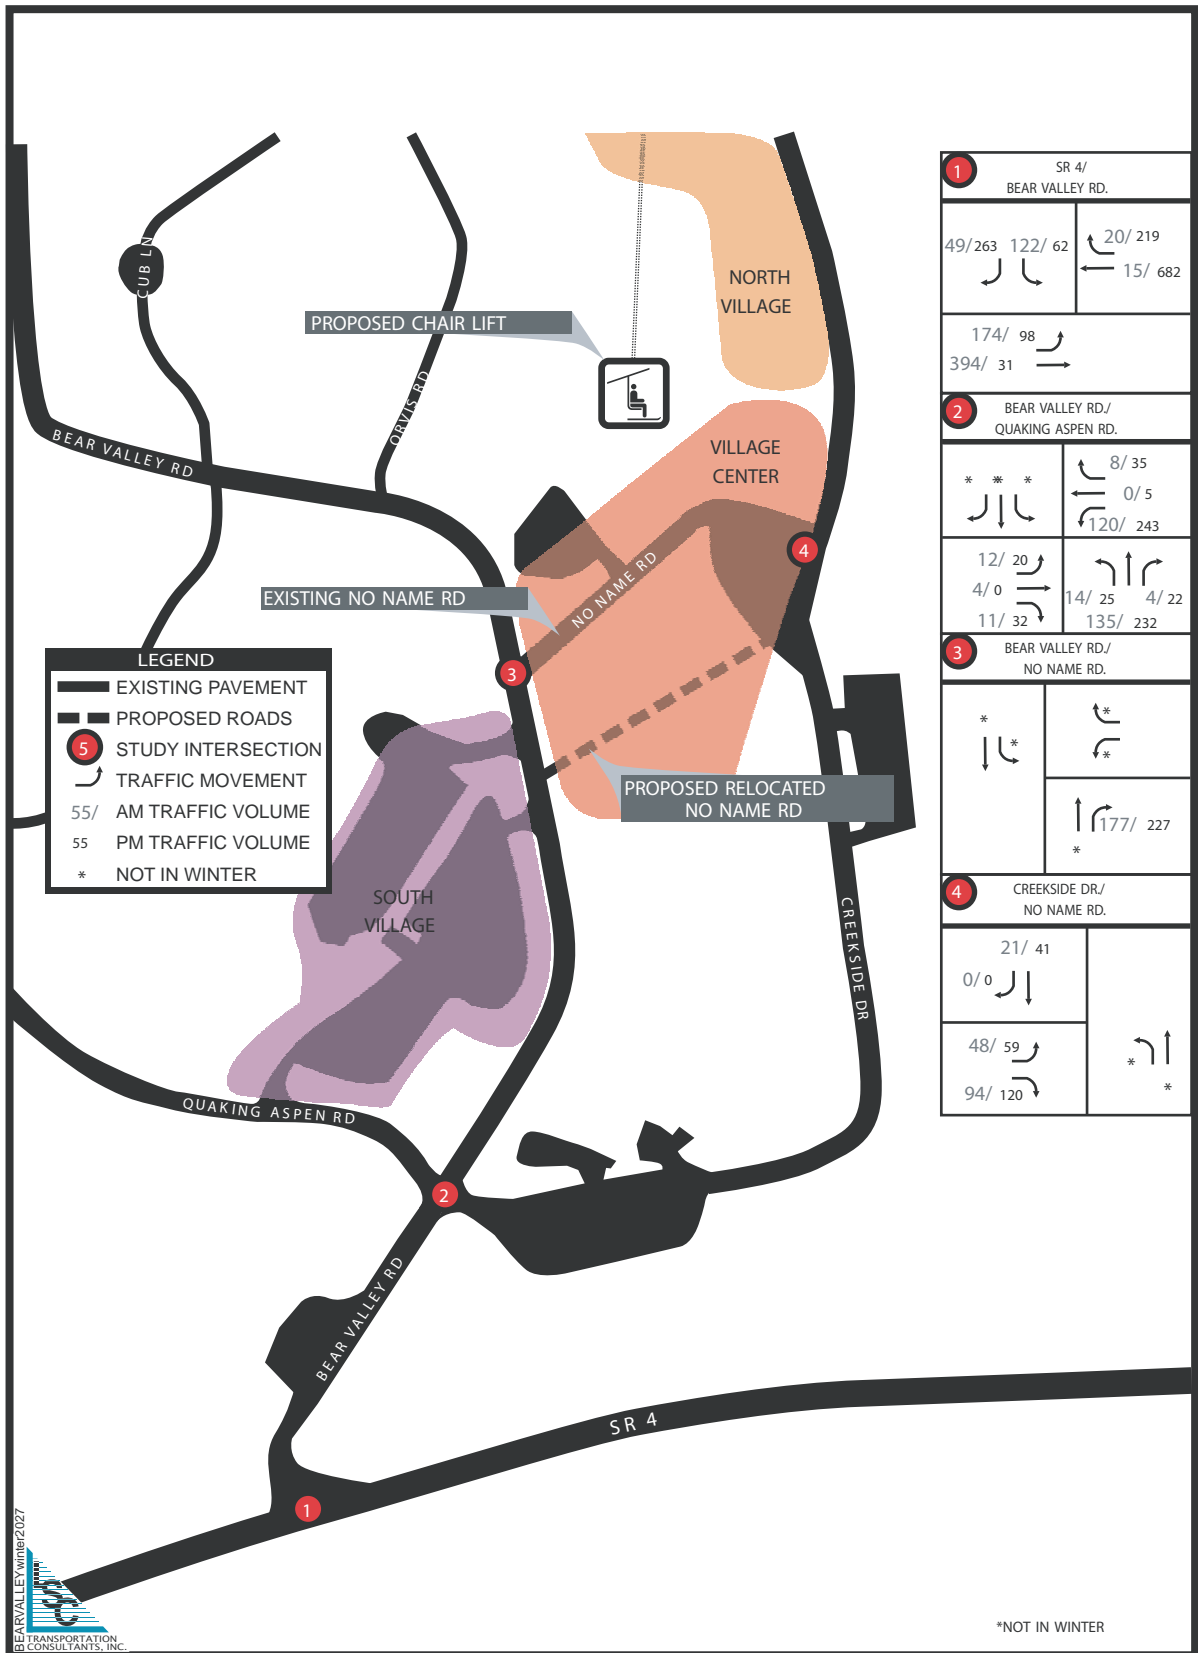 CUB LN
ORVIS RD
BEAR VALLEY RD
PROPOSED CHAIR LIFT
NORTH
VILLAGE
VILLAGE
CENTER
4
NO NAME RD
EXISTING NO NAME RD
3
PROPOSED RELOCATED
NO NAME RD
LEGEND
EXISTING PAVEMENT
PROPOSED ROADS
5 STUDY INTERSECTION
TRAFFIC MOVEMENT
55/ AM TRAFFIC VOLUME
55 PM TRAFFIC VOLUME
* NOT IN WINTER
SOUTH
VILLAGE
CREEKSIDE DR
QUAKING ASPEN RD
2
BEAR VALLEY RD
SR 4
1
1 SR 4/
BEAR VALLEY RD.
49/ 263 122/ 62
20/ 219
15/ 682
174/ 98
394/ 31
2 BEAR VALLEY RD./
QUAKING ASPEN RD.
* ** *
8/ 35
0/ 5
120/ 243
12/ 20
4/ 0
11/ 32
14/ 25 4/ 22
135/ 232
3 BEAR VALLEY RD./
NO NAME RD.
*
*
*
*
177/ 227
*
4 CREEKSIDE DR./
NO NAME RD.
21/ 41
0/ 0
48/ 59
94/ 120
*
*
BEARVALLEYwinter2027
LSC
TRANSPORTATION
CONSULTANTS, INC.
*NOT IN WINTER